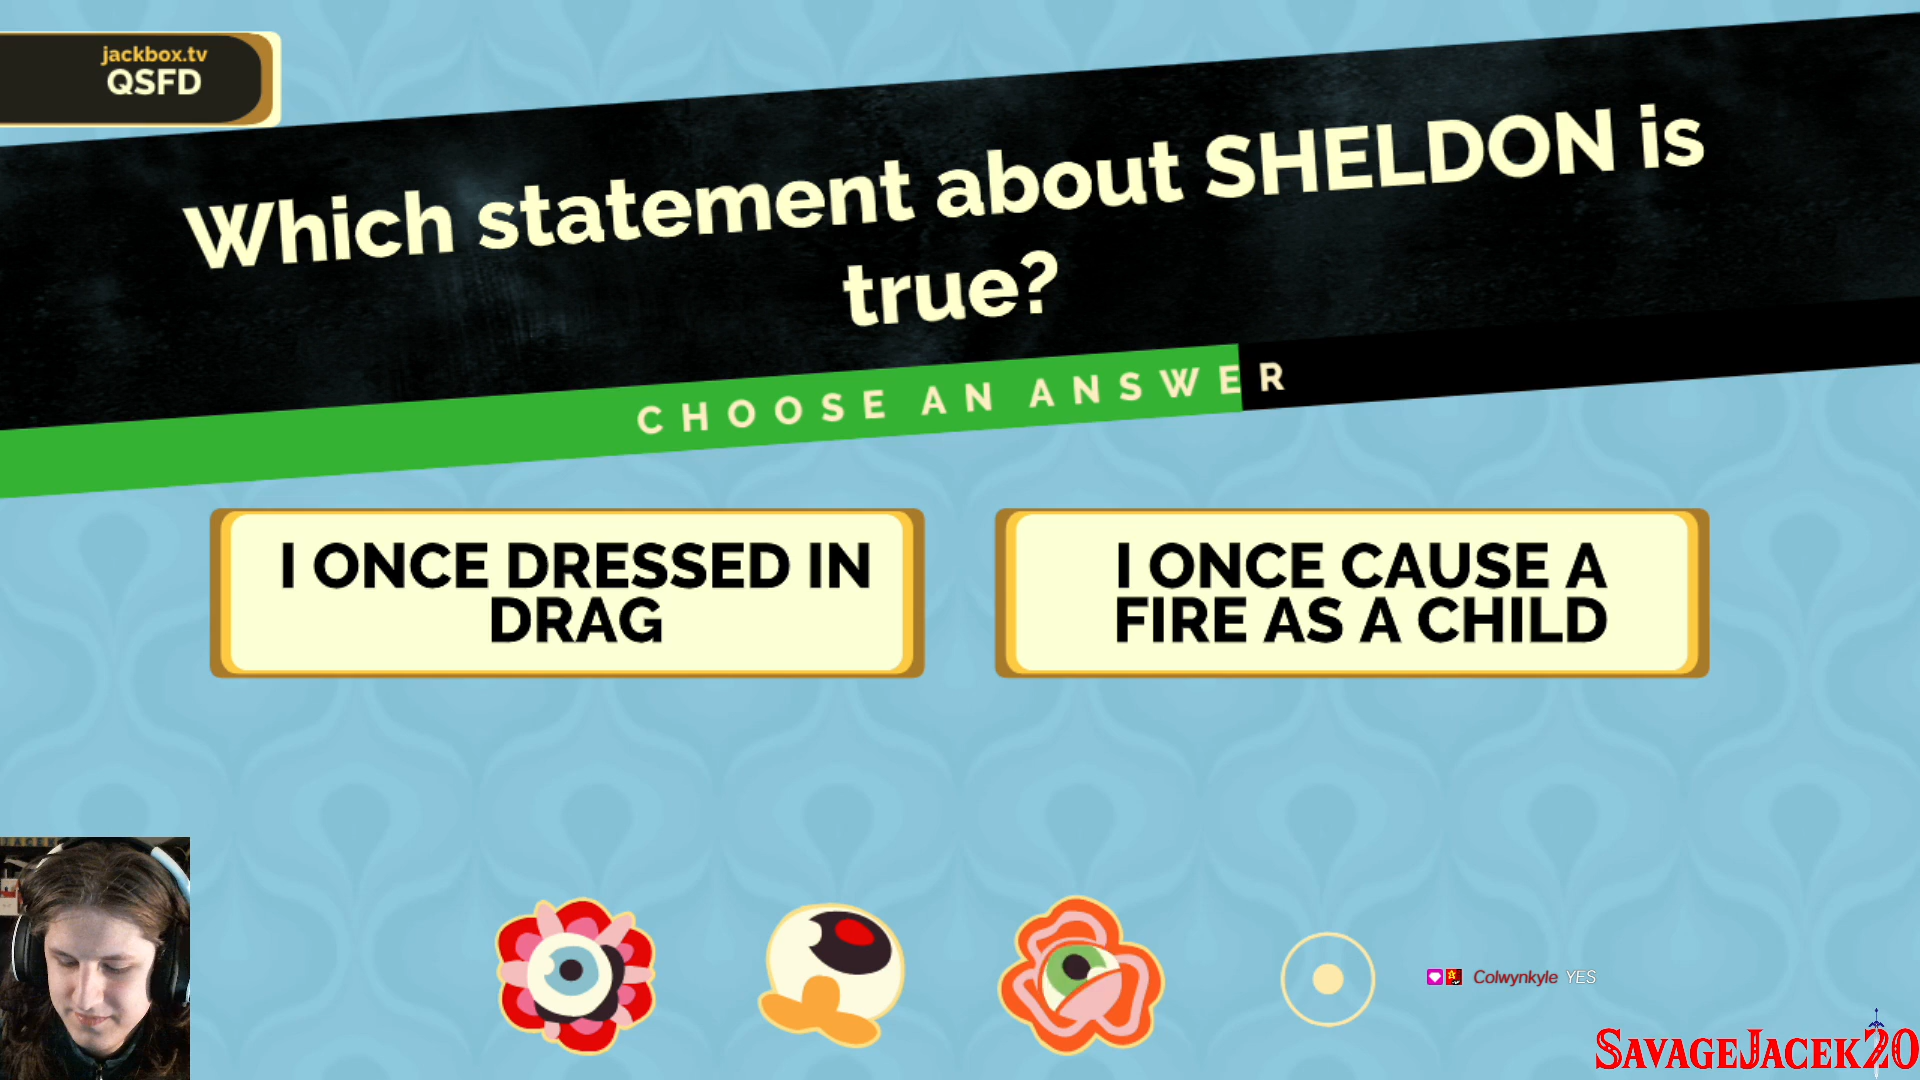 jackbox.tv
QSFD
Which statement about SHELDON is
true?
CHOOSE AN ANSWER
I ONCE DRESSED IN
DRAG
I ONCE CAUSE A
FIRE AS A CHILD
Colwynkyle YES
SAVAGEJACEK20